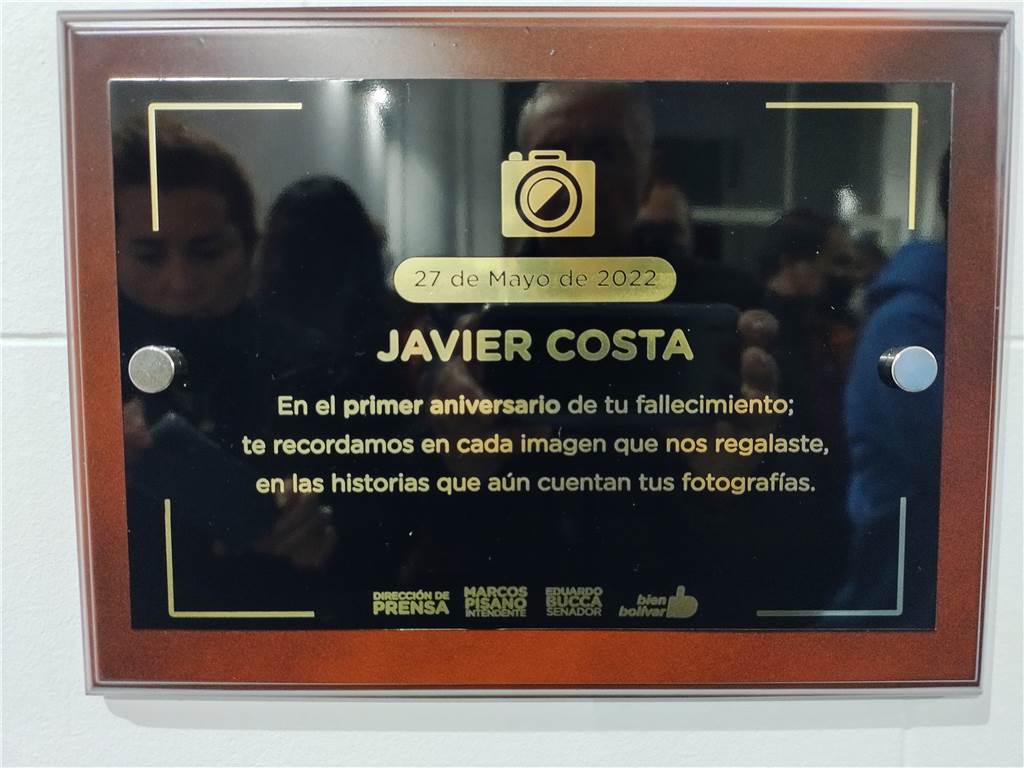 27 de Mayo de 2022
JAVIER COSTA
En el primer aniversario de tu fallecimiento;
te recordamos en cada imagen que nos regalaste,
en las historias que aún cuentan tus fotografías.
DIRECCIÓN DE
PRENSA
MARCOS
PISANO
INTENDENTE
EDUARDO
BUCCA
SENADOR
bien
bolívar